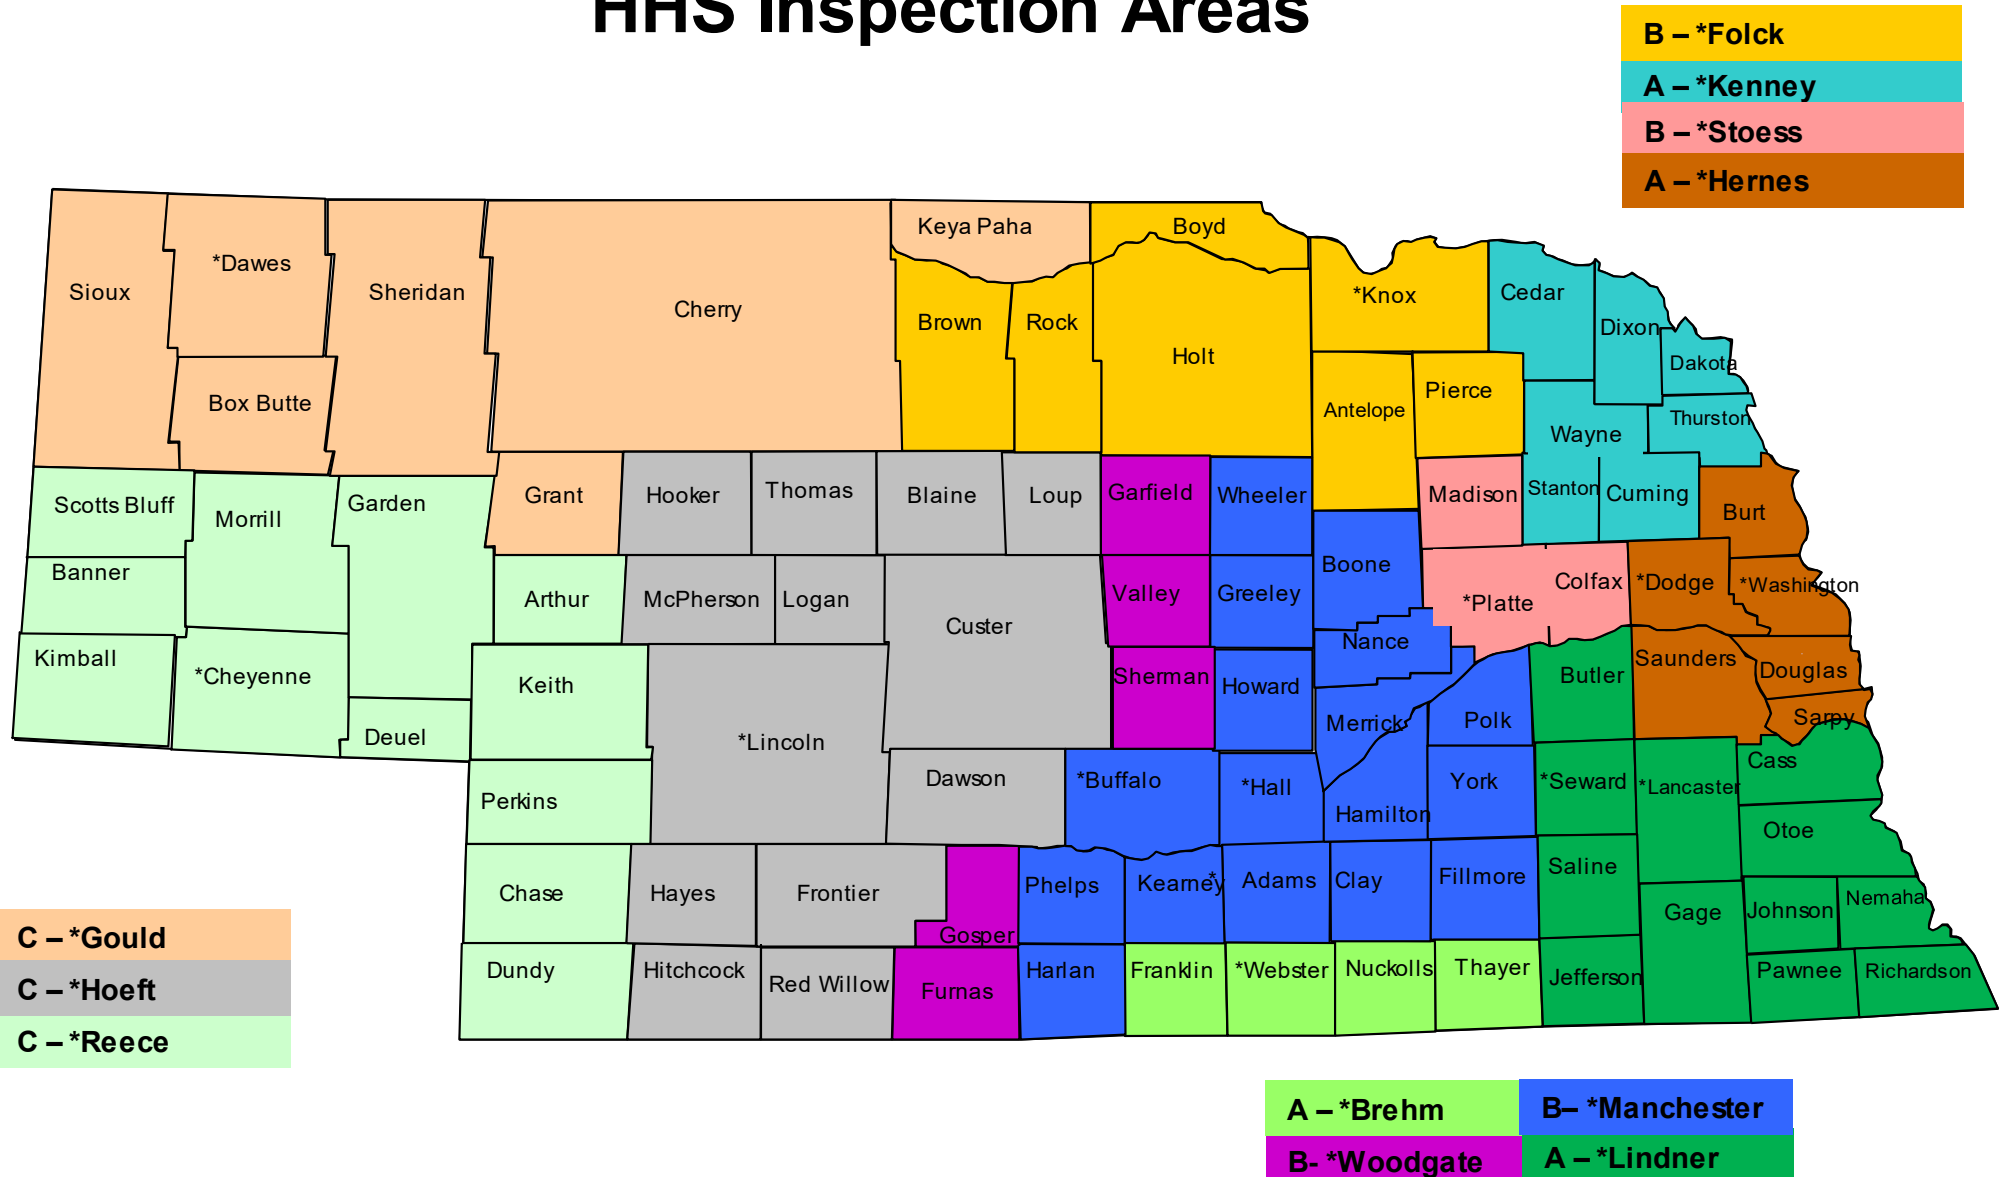 HHS Inspection Areas
B – *Folck
A – *Kenney
B – *Stoess
A – *Hernes
Sioux
*Dawes
Box Butte
Sheridan
Cherry
Keya Paha
Boyd
Brown
Rock
Holt
*Knox
Antelope
Pierce
Cedar
Dixon
Dakota
Thurston
Wayne
Stanton
Cuming
Madison
Burt
Scotts Bluff
Morrill
Garden
Grant
Hooker
Thomas
Blaine
Loup
Garfield
Wheeler
Boone
Banner
Arthur
McPherson
Logan
Custer
Valley
Greeley
*Platte
Colfax
*Dodge
*Washington
Kimball
*Cheyenne
Deuel
Keith
*Lincoln
Sherman
Howard
Nance
Merrick
Polk
Butler
Saunders
Douglas
Sarpy
Perkins
Dawson
*Buffalo
*Hall
Hamilton
York
*Seward
*Lancaster
Cass
Otoe
Chase
Hayes
Frontier
Gosper
Phelps
Kearney
*
Adams
Clay
Fillmore
Saline
Gage
Johnson
Nemaha
Dundy
Hitchcock
Red Willow
Furnas
Harlan
Franklin
*Webster
Nuckolls
Thayer
Jefferson
Pawnee
Richardson
C – *Gould
C – *Hoeft
C – *Reece
A – *Brehm
B– *Manchester
B- *Woodgate
A – *Lindner